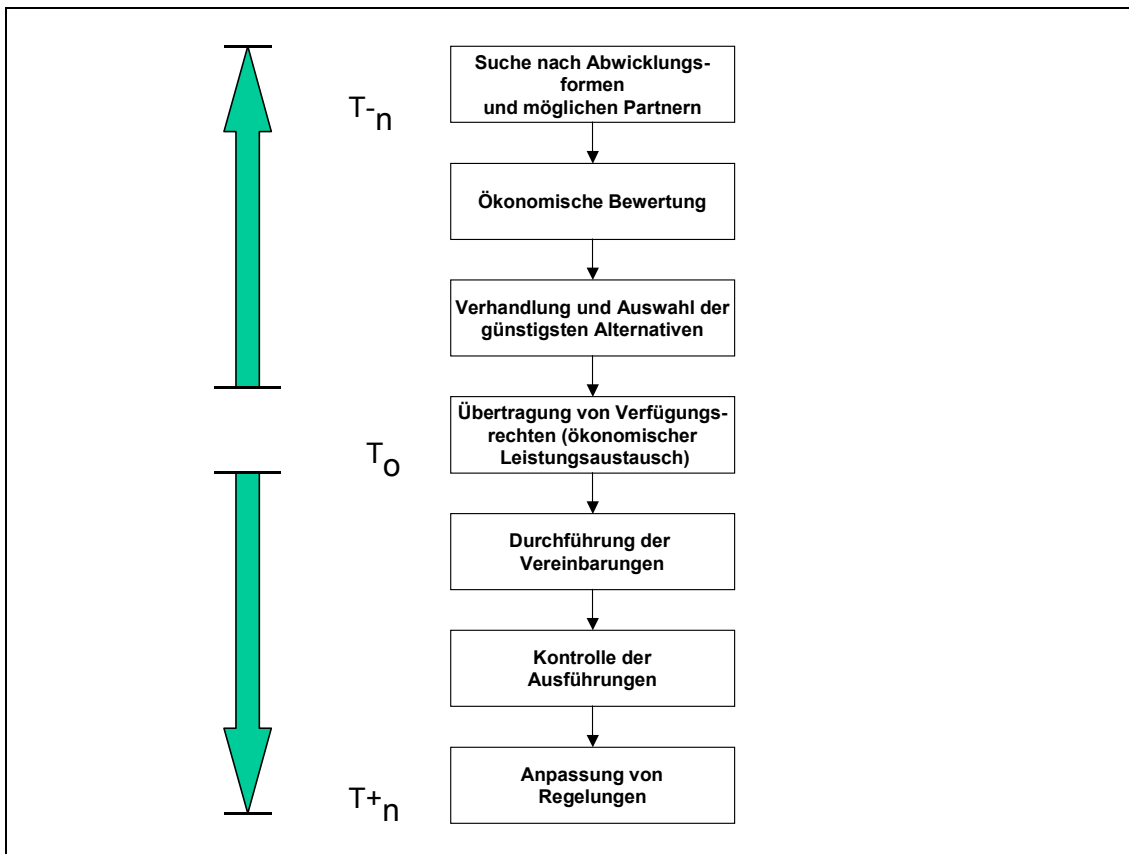 Suche nach Abwicklungs-
formen
und möglichen Partnern
T-n
Ökonomische Bewertung
Verhandlung und Auswahl der
günstigsten Alternativen
Übertragung von Verfügungs-
rechten (ökonomischer
Leistungsaustausch)
To
Durchführung der
Vereinbarungen
Kontrolle der
Ausführungen
Anpassung von
Regelungen
T+n